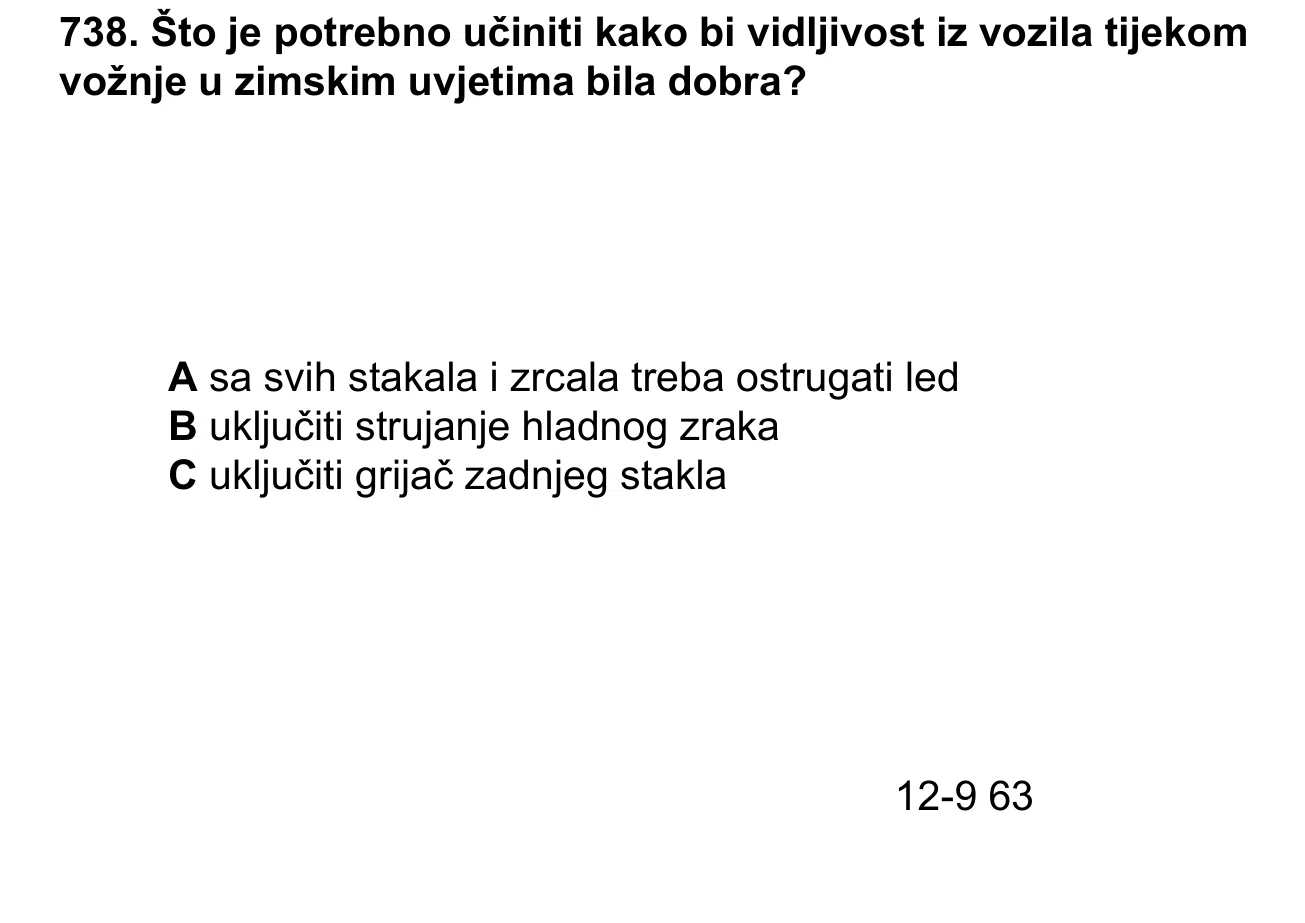 738. Što je potrebno učiniti kako bi vidljivost iz vozila tijekom
vožnje u zimskim uvjetima bila dobra?
A sa svih stakala i zrcala treba ostrugati led
B uključiti strujanje hladnog zraka
C uključiti grijač zadnjeg stakla
12-9 63